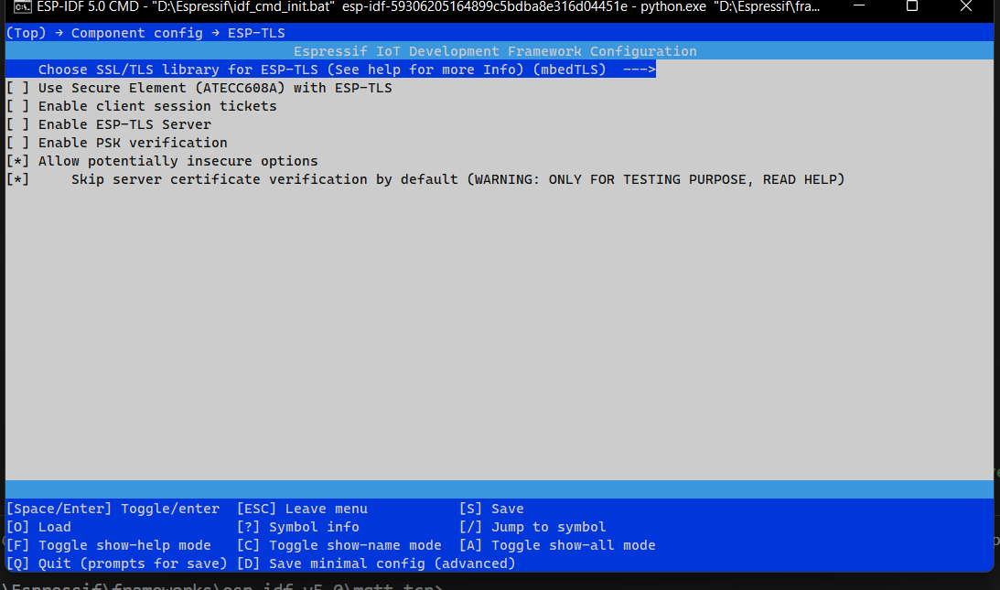 ESP-IDF 5.0 CMD - "D:\Espressif\idf_cmd_init.bat" esp-idf-59306205164899c5bdba8e316d04451e - python.exe "D:\Espressif\fra...
(Top) → Component config → ESP-TLS
Espressif IoT Development Framework Configuration
Choose SSL/TLS library for ESP-TLS (See help for more Info) (mbedTLS)  --->
[ ] Use Secure Element (ATECC608A) with ESP-TLS
[ ] Enable client session tickets
[ ] Enable ESP-TLS Server
[ ] Enable PSK verification
[*] Allow potentially insecure options
[*]     Skip server certificate verification by default (WARNING: ONLY FOR TESTING PURPOSE, READ HELP)
[Space/Enter] Toggle/enter  [ESC] Leave menu           [S] Save
[O] Load                    [?] Symbol info            [/] Jump to symbol
[F] Toggle show-help mode   [C] Toggle show-name mode  [A] Toggle show-all mode
[Q] Quit (prompts for save) [D] Save minimal config (advanced)
\Espressif\frameworks\esp-idf-v5.0\mqtt_tcp>